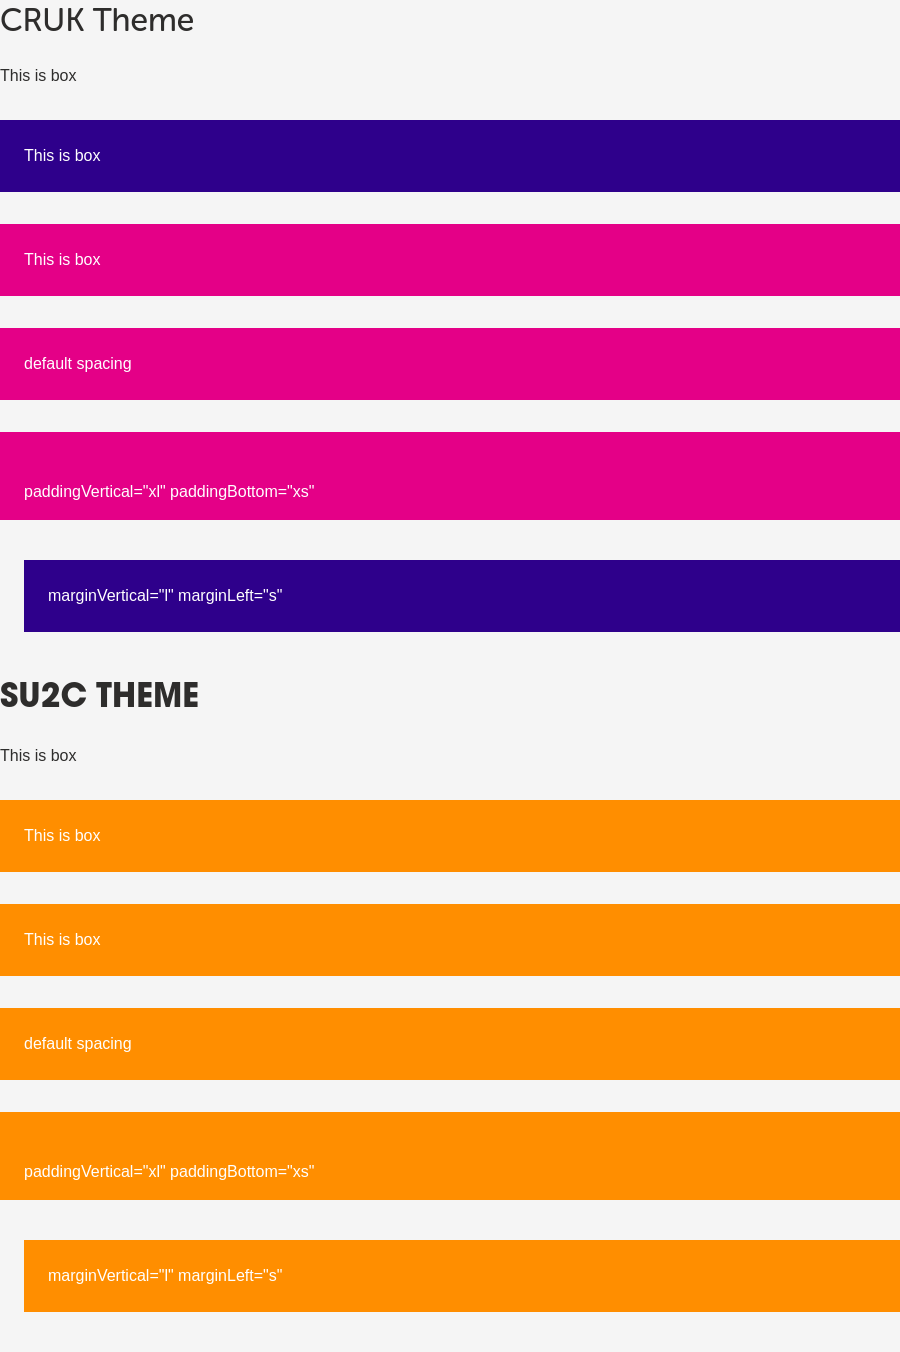 CRUK Theme
This is box
This is box
This is box
default spacing
paddingVertical="xl" paddingBottom="xs"
marginVertical="l" marginLeft="s"
SU2C THEME
This is box
This is box
This is box
default spacing
paddingVertical="xl" paddingBottom="xs"
marginVertical="l" marginLeft="s"